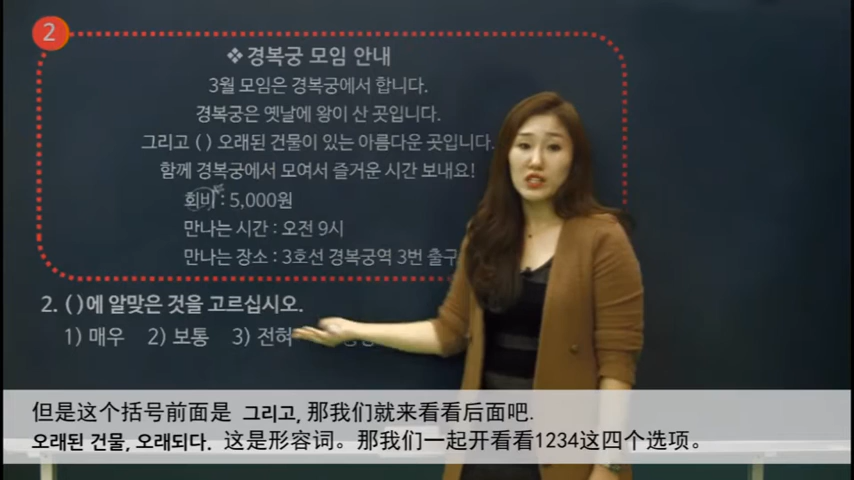 2
❖경복궁 모임 안내
3월 모임은 경복궁에서 합니다.
경복궁은 옛날에 왕이 산 곳입니다.
그리고 ( ) 오래된 건물이 있는 아름다운 곳입니다.
함께 경복궁에서 모여서 즐거운 시간 보내요!
회비 : 5,000원
만나는 시간 : 오전 9시
만나는 장소 : 3호선 경복궁역 3번 출구
2. ( )에 알맞은 것을 고르십시오.
1) 매우 2) 보통 3) 전혀
但是这个括号前面是 그리고, 那我们就来看看后面吧.
오래된 건물, 오래되다. 这是形容词。那我们一起开看看1234这四个选项。